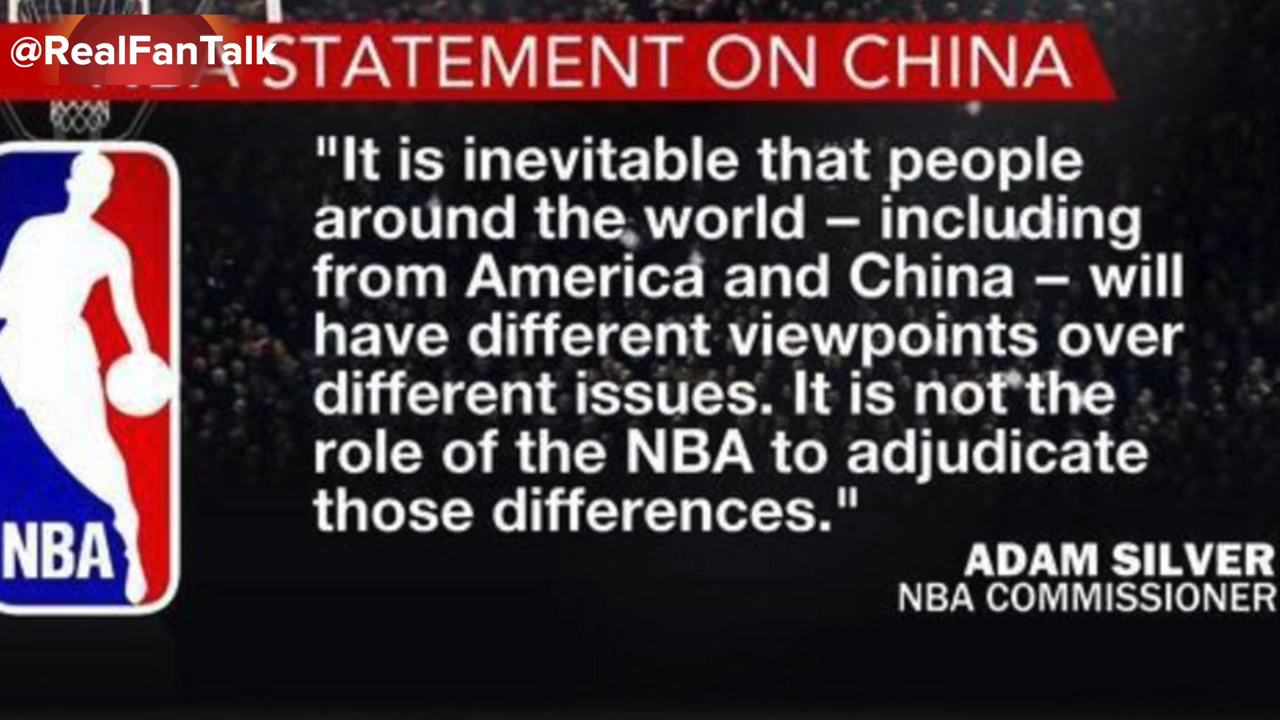 @RealFanTalk
STATEMENT ON CHINA
"It is inevitable that people
around the world – including
from America and China – will
have different viewpoints over
different issues. It is not the
role of the NBA to adjudicate
those differences."
ADAM SILVER
NBA COMMISSIONER
NBA